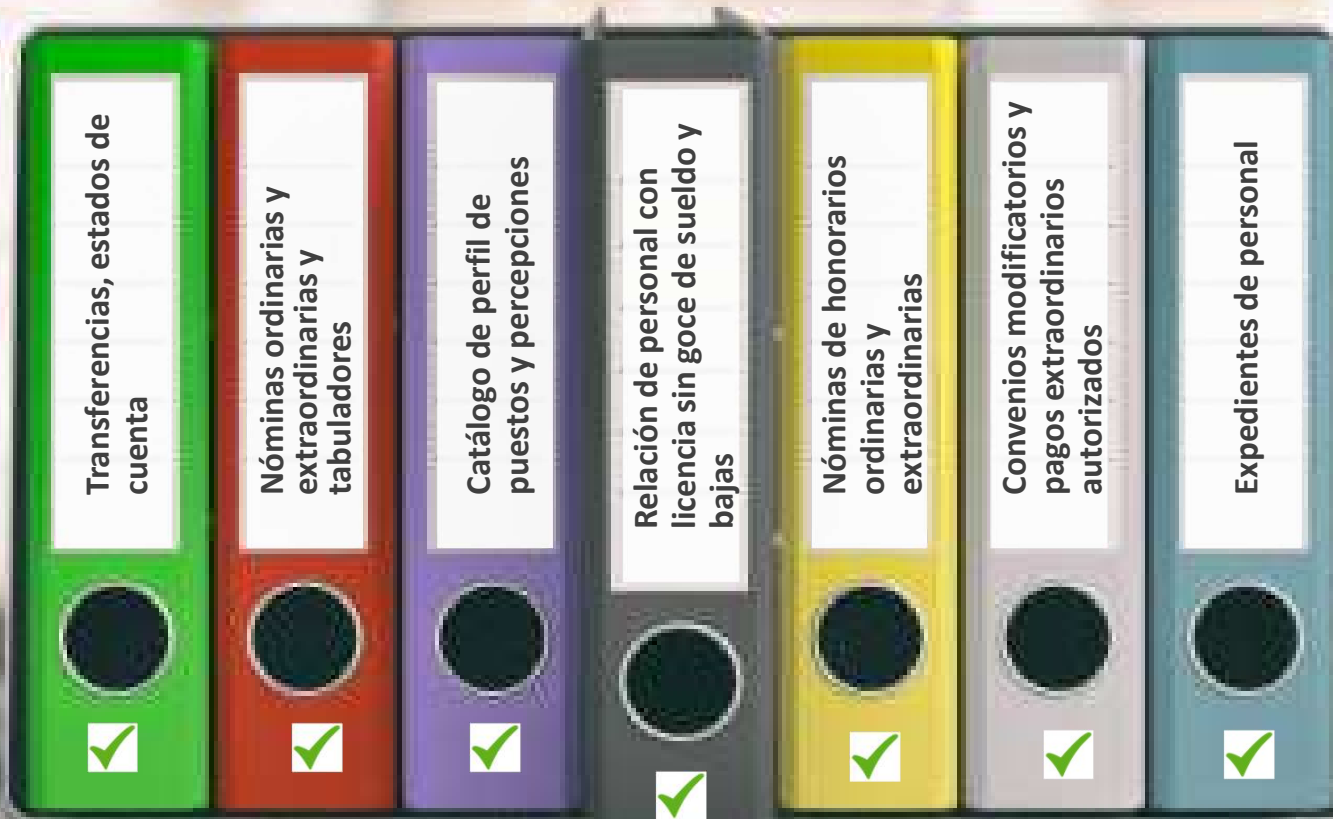 Transferencias, estados de
cuenta
Nóminas ordinarias y
extraordinarias y
tabuladores
Catálogo de perfil de
puestos y percepciones
Relación de personal con
licencia sin goce de sueldo y
bajas
Nóminas de honorarios
ordinarias y
extraordinarias
Convenios modificatorios y
pagos extraordinarios
autorizados
Expedientes de personal